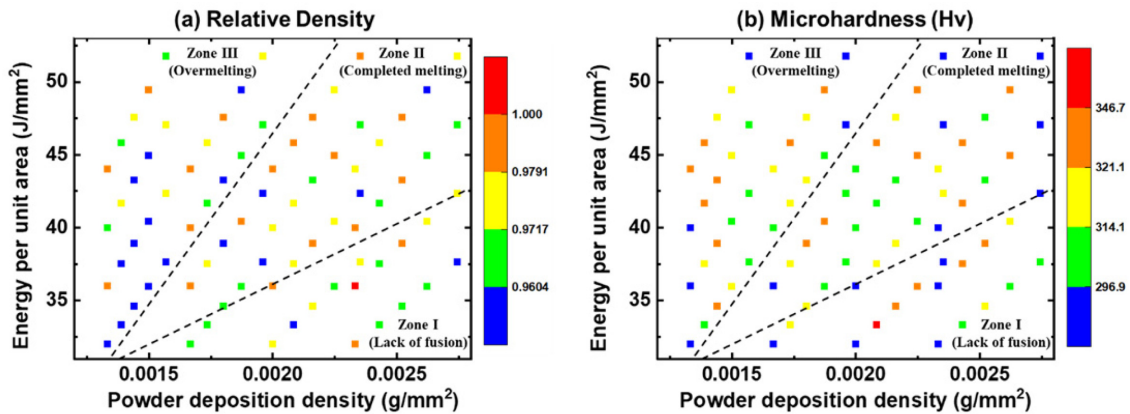 (a) Relative Density
Energy per unit area (J/mm²)
50
45
40
35
0.0015 0.0020 0.0025
Powder deposition density (g/mm²)
Zone III
(Overmelting)
Zone II
(Completed melting)
Zone I
(Lack of fusion)
1.000
0.9791
0.9717
0.9604
(b) Microhardness (Hv)
Energy per unit area (J/mm²)
50
45
40
35
0.0015 0.0020 0.0025
Powder deposition density (g/mm²)
Zone III
(Overmelting)
Zone II
(Completed melting)
Zone I
(Lack of fusion)
346.7
321.1
314.1
296.9